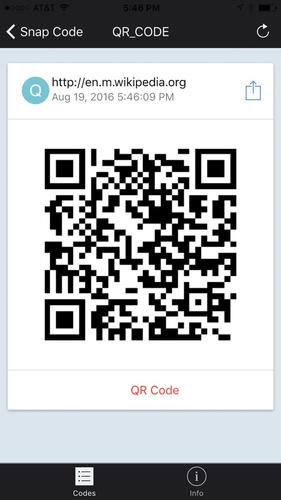 AT&T
5:46 PM
Snap Code
QR_CODE
Q
http://en.m.wikipedia.org
Aug 19, 2016 5:46:09 PM
QR Code
Codes
Info